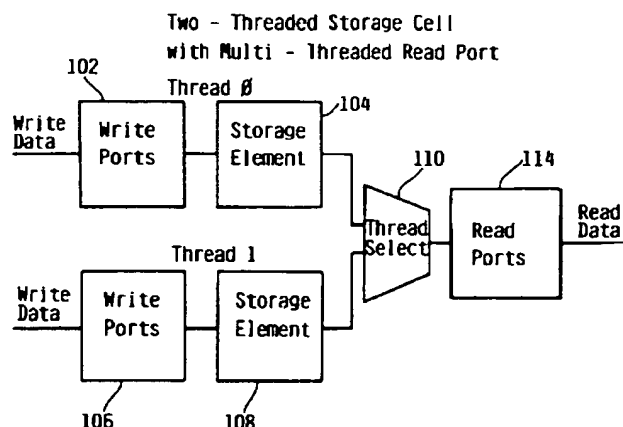 Two - Threaded Storage Cell
with Multi - Threaded Read Port
102
Thread Ø
104
Write
Data
Write
Ports
Storage
Element
110
114
Thread
Select
Read
Ports
Read
Data
Thread 1
Write
Data
Write
Ports
Storage
Element
106
108